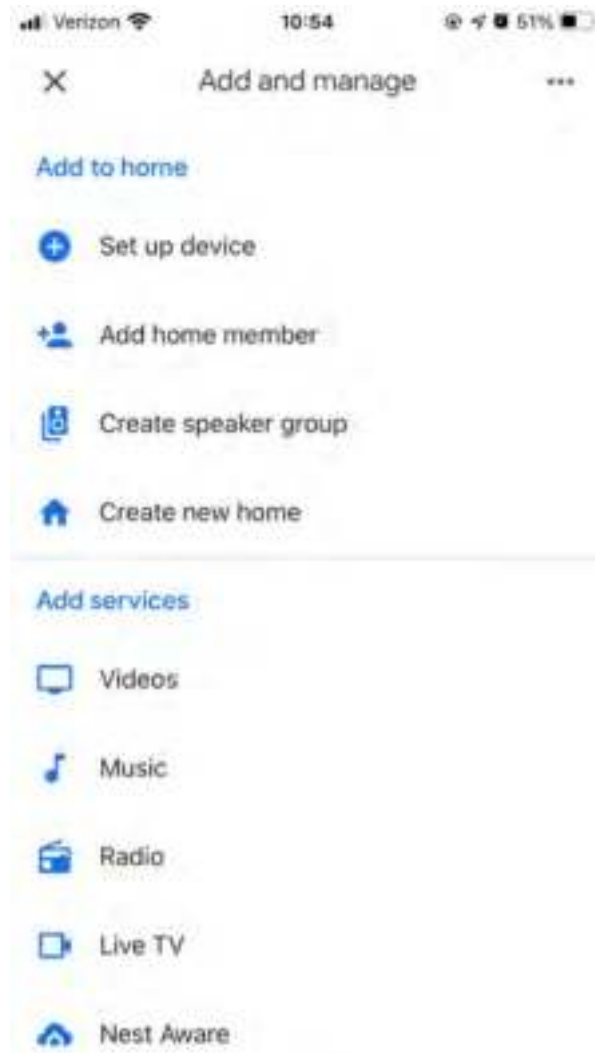 Verizon 10:54 51%
Add and manage
Add to home
Set up device
Add home member
Create speaker group
Create new home
Add services
Videos
Music
Radio
Live TV
Nest Aware